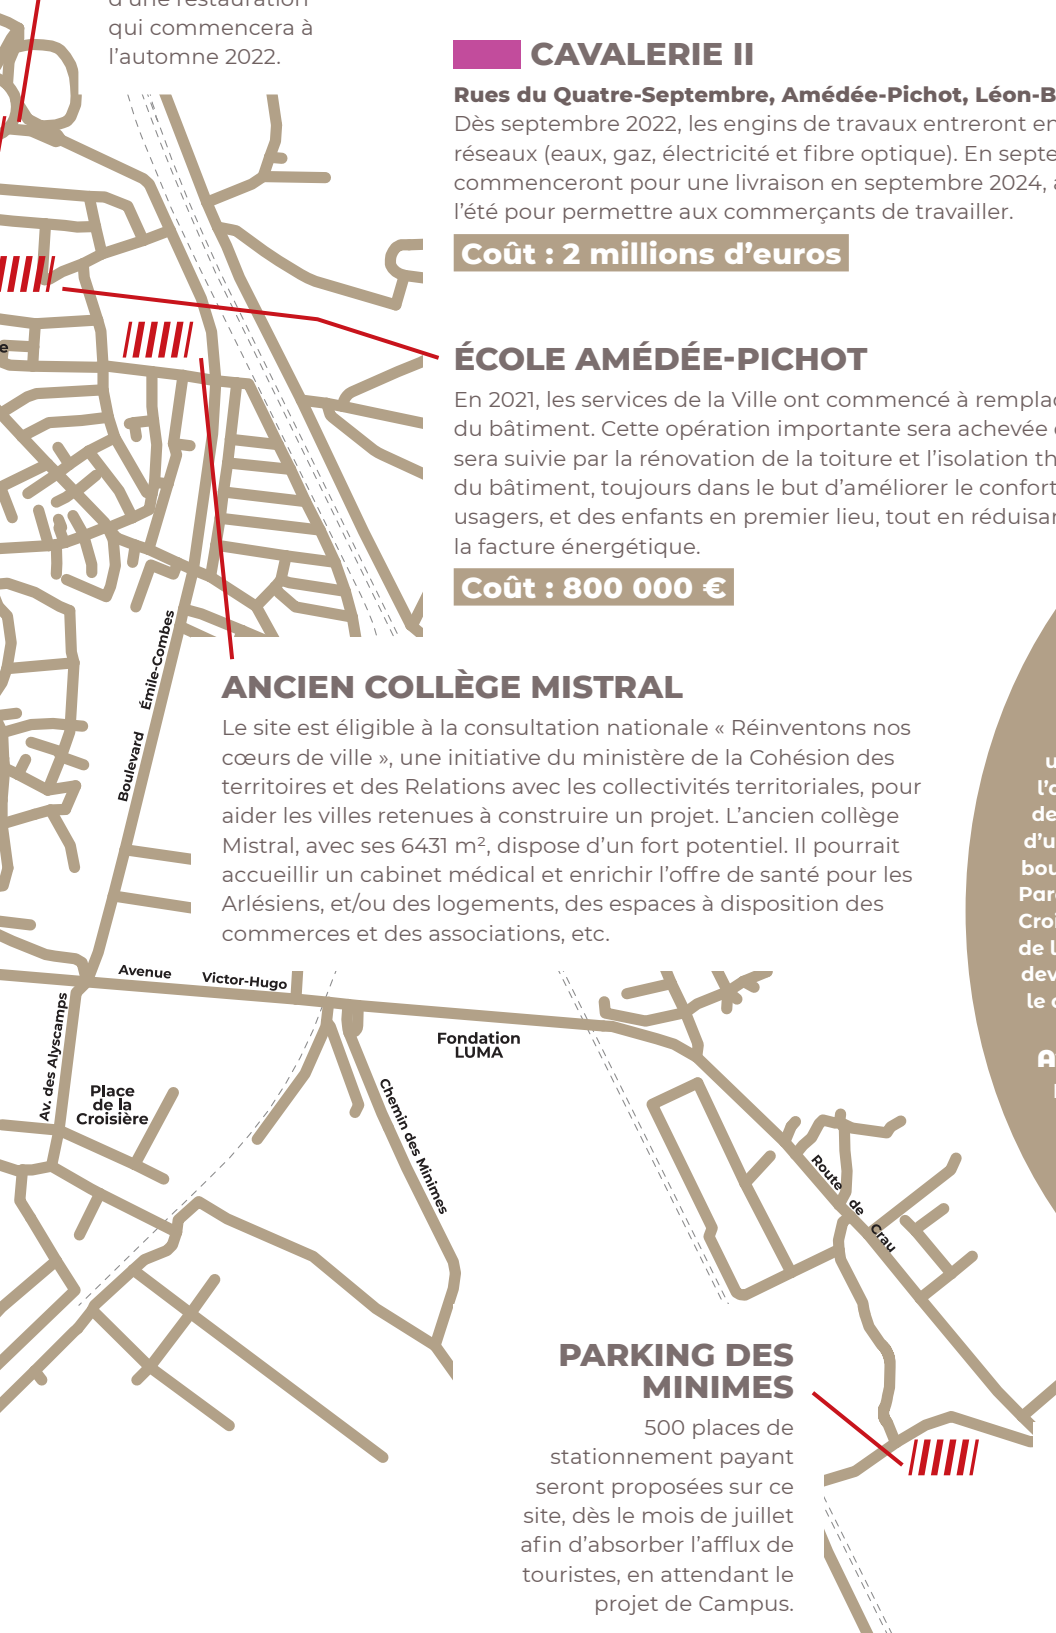 d'une restauration
qui commencera à
l'automne 2022.
CAVALERIE II
Rues du Quatre-Septembre, Amédée-Pichot, Léon-B
Dès septembre 2022, les engins de travaux entreront en
réseaux (eaux, gaz, électricité et fibre optique). En septe
commenceront pour une livraison en septembre 2024, a
l'été pour permettre aux commerçants de travailler.
Coût : 2 millions d'euros
ÉCOLE AMÉDÉE-PICHOT
En 2021, les services de la Ville ont commencé à remplac
du bâtiment. Cette opération importante sera achevée
sera suivie par la rénovation de la toiture et l'isolation th
du bâtiment, toujours dans le but d'améliorer le confort
usagers, et des enfants en premier lieu, tout en réduisan
la facture énergétique.
Coût : 800 000 €
ANCIEN COLLÈGE MISTRAL
Le site est éligible à la consultation nationale « Réinventons nos
cœurs de ville », une initiative du ministère de la Cohésion des
territoires et des Relations avec les collectivités territoriales, pour
aider les villes retenues à construire un projet. L'ancien collège
Mistral, avec ses 6431 m², dispose d'un fort potentiel. Il pourrait
accueillir un cabinet médical et enrichir l'offre de santé pour les
Arlésiens, et/ou des logements, des espaces à disposition des
commerces et des associations, etc.
Boulevard Émile-Combes
Avenue Victor-Hugo
Av. des Alyscamps
Place
de la
Croisière
Fondation
LUMA
Chemin des Minimes
Route de Crau
d'u
bou
Par
Croi
de l
dev
le
PARKING DES
MINIMES
500 places de
stationnement payant
seront proposées sur ce
site, dès le mois de juillet
afin d'absorber l'afflux de
touristes, en attendant le
projet de Campus.